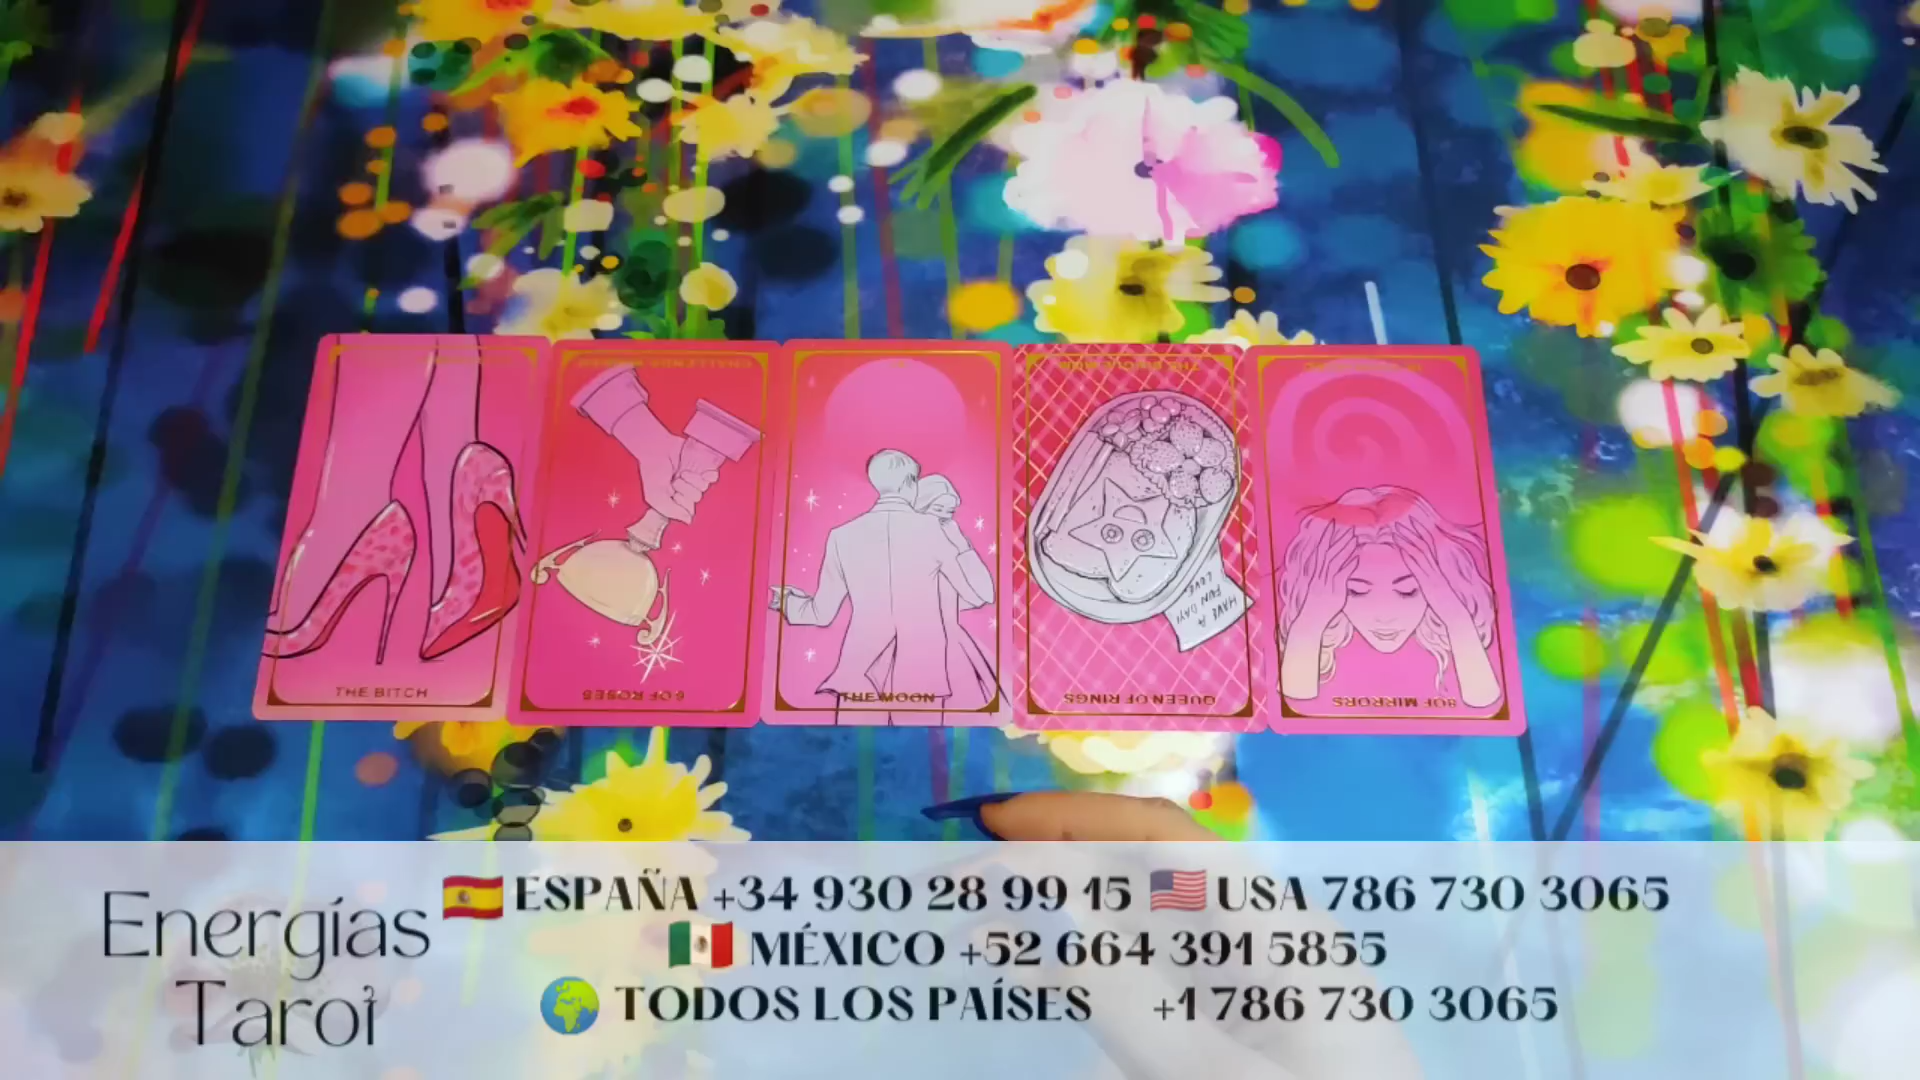 THE BITCH
CHALLENGE
6 OF ROSES
THE MOON
QUEEN OF RINGS
HAVE A
FUN DAY!
LOVE,
8 OF MIRRORS
Energías
Tarot
ESPAÑA +34 930 28 99 15 USA 786 730 3065
MÉXICO +52 664 391 5855
TODOS LOS PAÍSES +1 786 730 3065